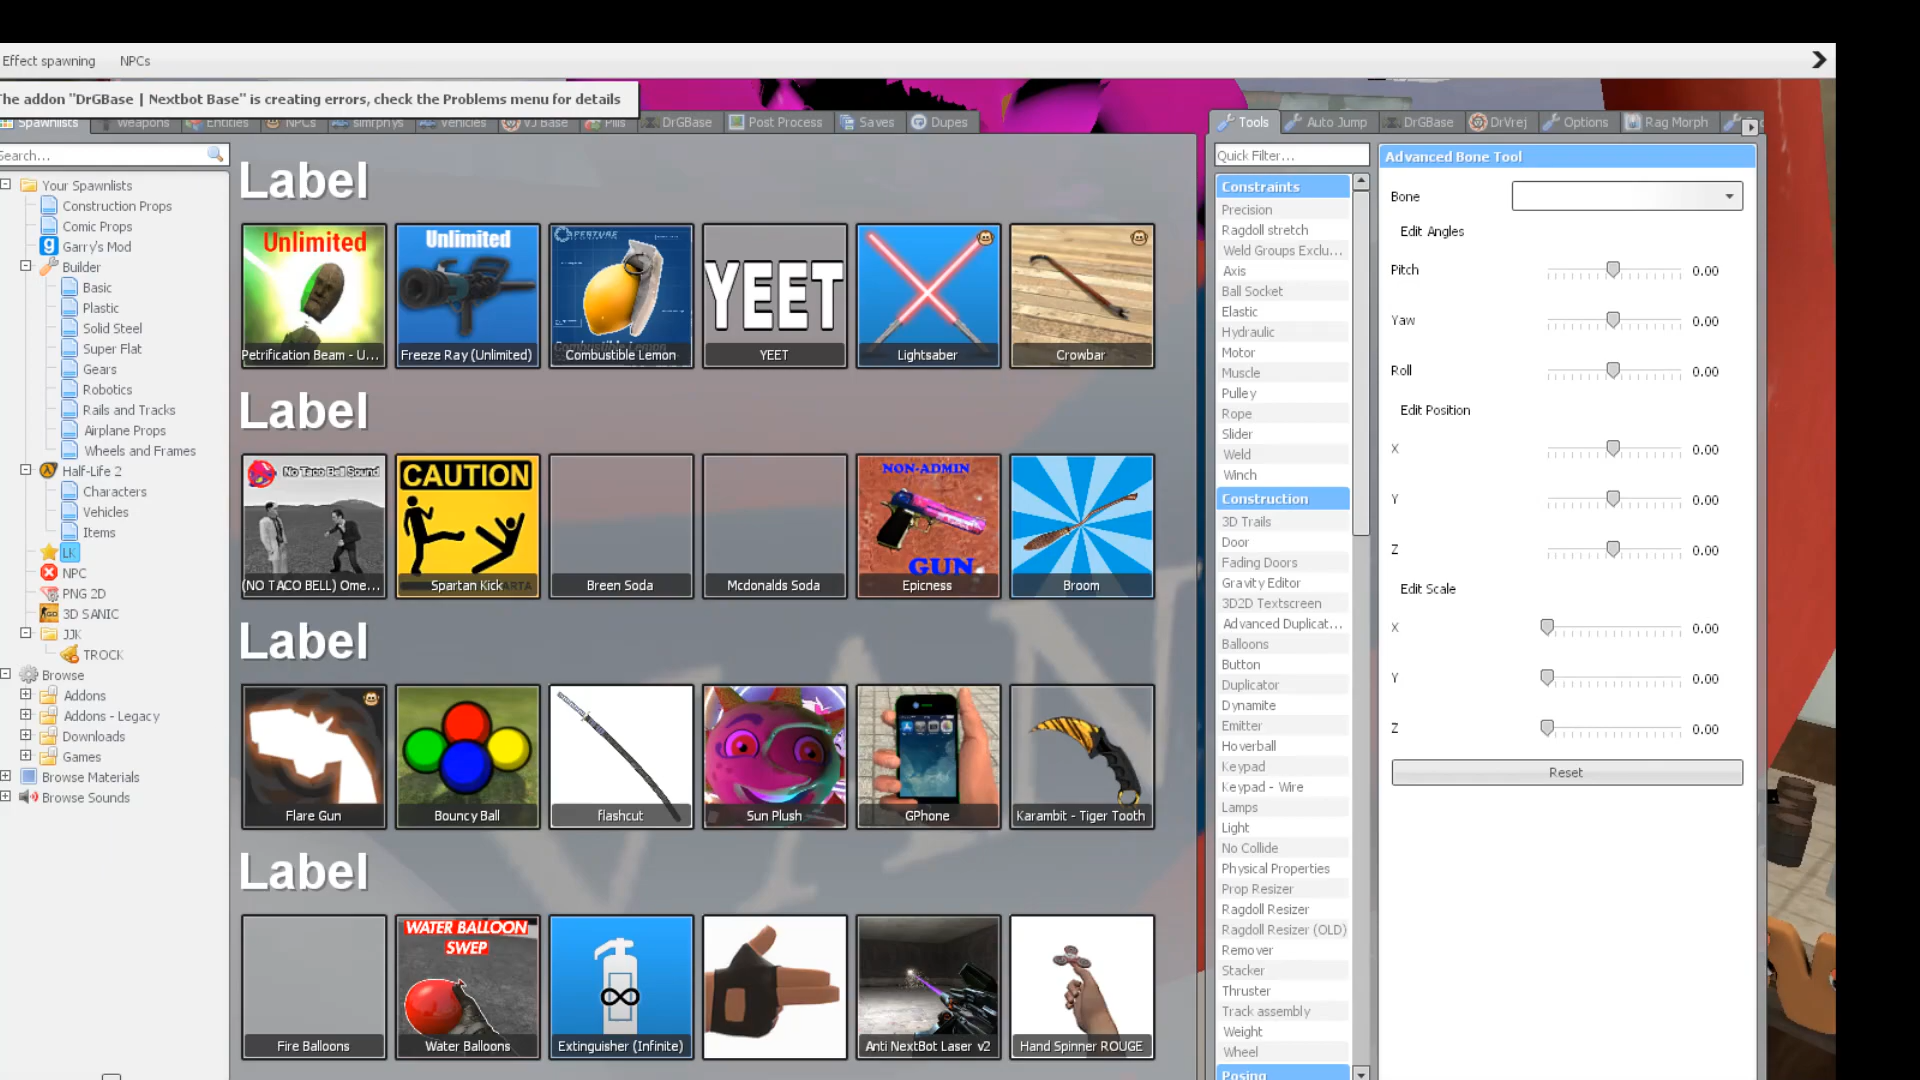 Effect spawning NPCs
The addon "DrGBase | Nextbot Base" is creating errors, check the Problems menu for details
Spawnlists Weapons Entities NPCs simfphys Vehicles VJ Base Pills DrGBase Post Process Saves Dupes
Search...
Your Spawnlists
Construction Props
Comic Props
Garry's Mod
Builder
Basic
Plastic
Solid Steel
Super Flat
Gears
Robotics
Rails and Tracks
Airplane Props
Wheels and Frames
Half-Life 2
Characters
Vehicles
Items
LK
NPC
PNG 2D
3D SANIC
JJK
TROCK
Browse
Addons
Addons - Legacy
Downloads
Games
Browse Materials
Browse Sounds
Label
Unlimited
Petrification Beam - U...
Unlimited
Freeze Ray (Unlimited)
Combustible Lemon
YEET
YEET
Lightsaber
Crowbar
Label
No Taco Bell Sound
(NO TACO BELL) Ome...
CAUTION
Spartan Kick
Breen Soda
Mcdonalds Soda
NON-ADMIN
GUN
Epicness
Broom
Label
Flare Gun
Bouncy Ball
flashcut
Sun Plush
GPhone
Karambit - Tiger Tooth
Label
Fire Balloons
WATER BALLOON
SWEP
Water Balloons
Extinguisher (Infinite)
Anti NextBot Laser v2
Hand Spinner ROUGE
Tools Auto Jump DrGBase DrVrej Options Rag Morph
Quick Filter...
Constraints
Precision
Ragdoll stretch
Weld Groups Exclu...
Axis
Ball Socket
Elastic
Hydraulic
Motor
Muscle
Pulley
Rope
Slider
Weld
Winch
Construction
3D Trails
Door
Fading Doors
Gravity Editor
3D2D Textscreen
Advanced Duplicat...
Balloons
Button
Duplicator
Dynamite
Emitter
Hoverball
Keypad
Keypad - Wire
Lamps
Light
No Collide
Physical Properties
Prop Resizer
Ragdoll Resizer
Ragdoll Resizer (OLD)
Remover
Stacker
Thruster
Track assembly
Weight
Wheel
Posing
Advanced Bone Tool
Bone
Edit Angles
Pitch 0.00
Yaw 0.00
Roll 0.00
Edit Position
X 0.00
Y 0.00
Z 0.00
Edit Scale
X 0.00
Y 0.00
Z 0.00
Reset